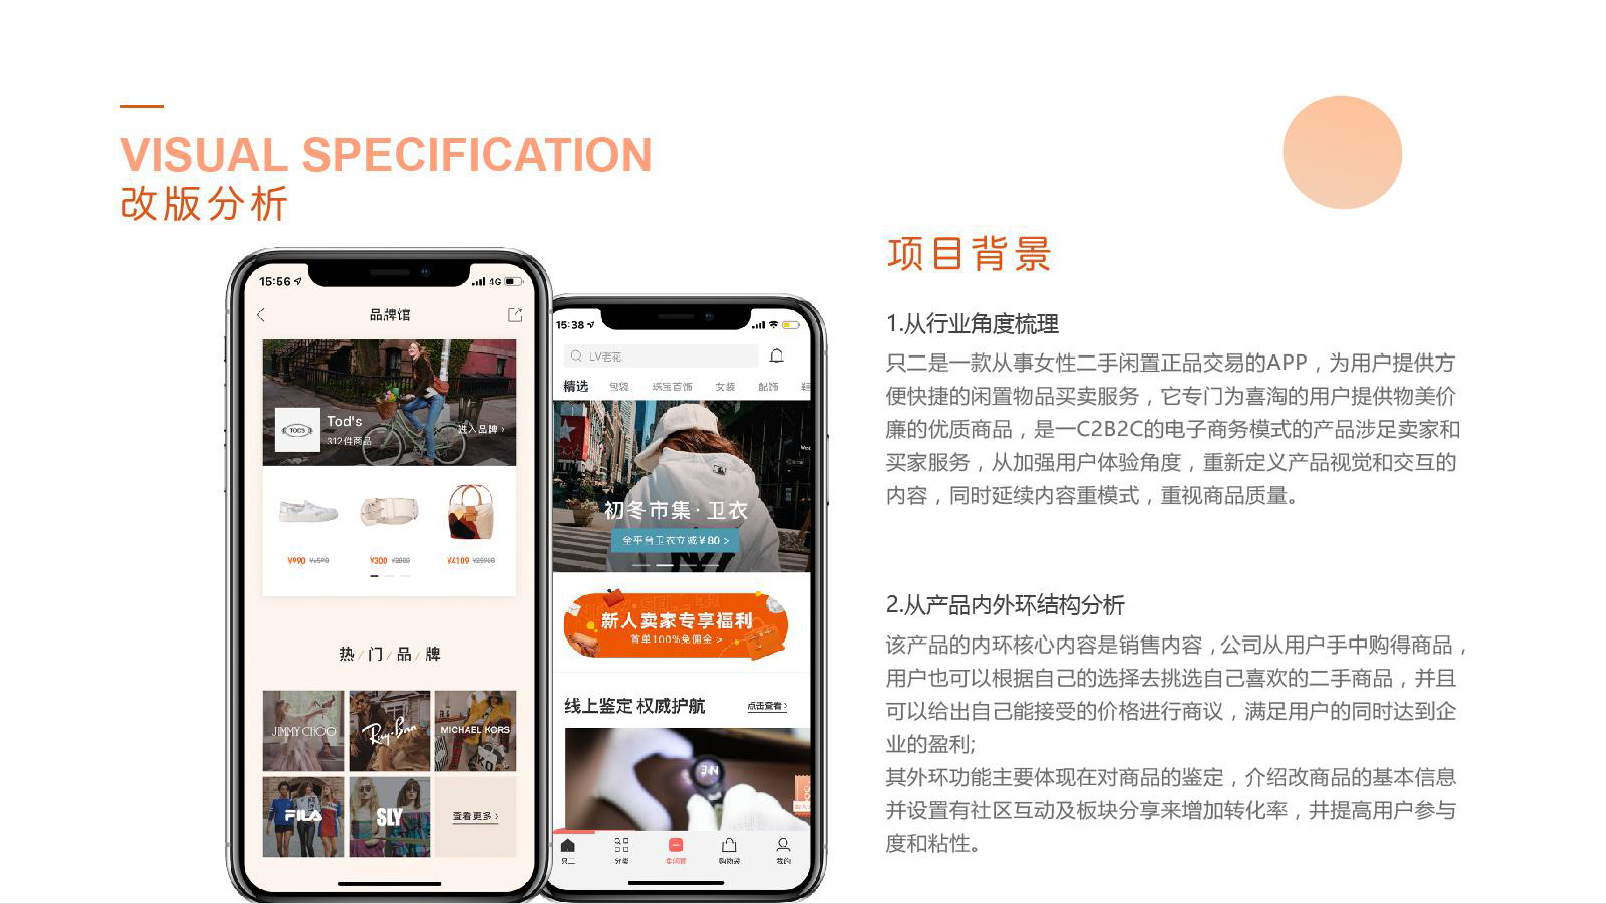 VISUAL SPECIFICATION
改版分析
项目背景
1.从行业角度梳理
只二是一款从事女性二手闲置正品交易的APP，为用户提供方
便快捷的闲置物品买卖服务，它专门为喜淘的用户提供物美价
廉的优质商品，是一C2B2C的电子商务模式的产品涉足卖家和
买家服务，从加强用户体验角度，重新定义产品视觉和交互的
内容，同时延续内容重模式，重视商品质量。
2.从产品内外环结构分析
该产品的内环核心内容是销售内容，公司从用户手中购得商品，
用户也可以根据自己的选择去挑选自己喜欢的二手商品，并且
可以给出自己能接受的价格进行商议，满足用户的同时达到企
业的盈利;
其外环功能主要体现在对商品的鉴定，介绍改商品的基本信息
并设置有社区互动及板块分享来增加转化率，井提高用户参与
度和粘性。
15:56
4G
品牌馆
TOD'S
Tod's
312件商品
进入品牌
¥990
¥300
¥4109
热/门/品/牌
JIMMY CHOO
Ray-Ban
MICHAEL KORS
FILA
SLY
查看更多
15:38
LV老花
精选 包袋 珠宝首饰 女装 配饰 鞋
初冬市集·卫衣
全平台卫衣立减¥80 >
新人卖家专享福利
首单100%免佣金 >
线上鉴定 权威护航
点击查看
只二 分类 卖闲置 购物袋 我的